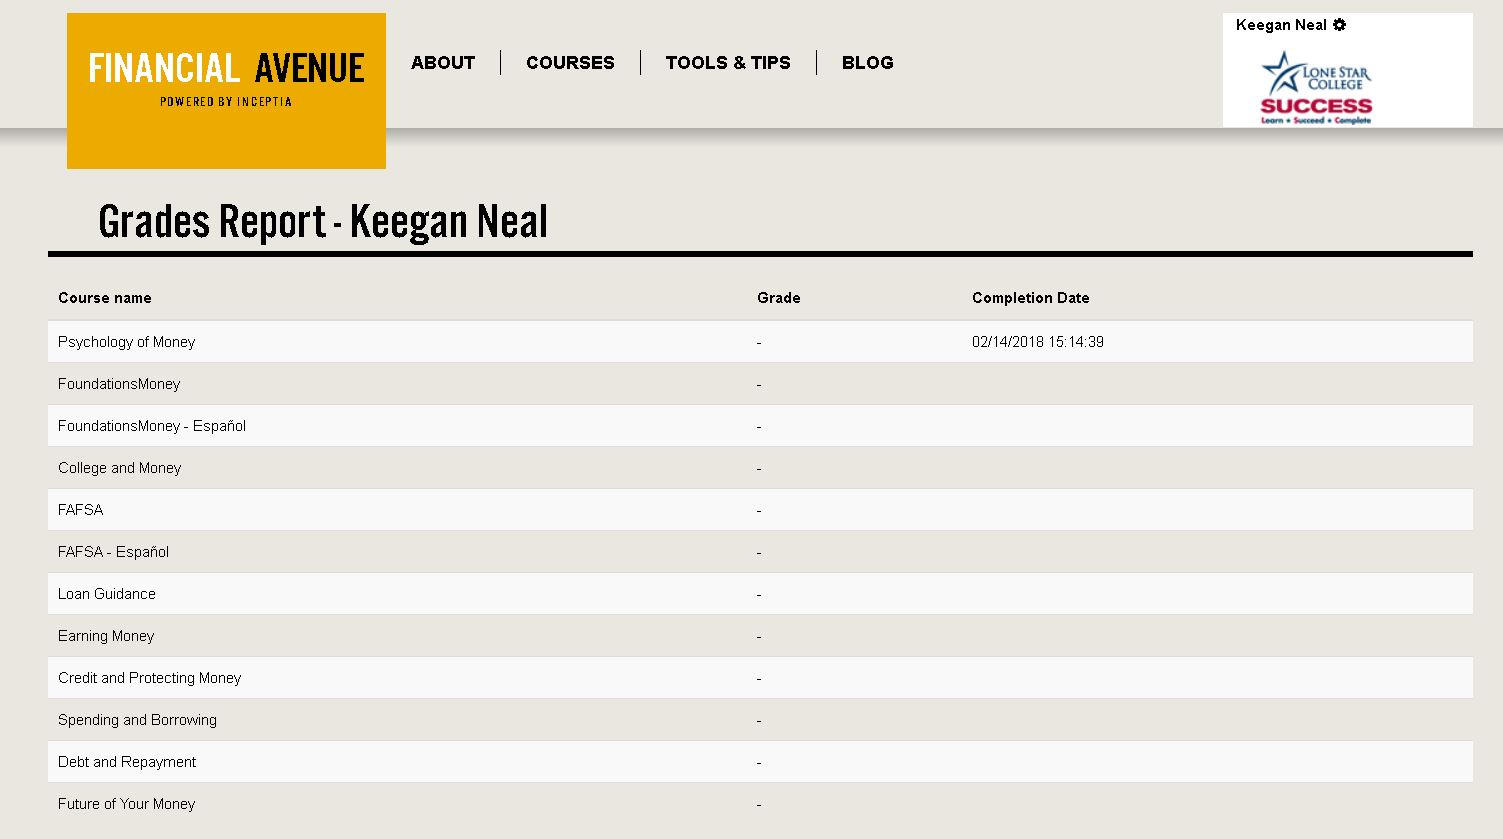 FINANCIAL AVENUE
POWERED BY INCEPTIA
ABOUT
COURSES
TOOLS & TIPS
BLOG
Keegan Neal
LONE STAR
COLLEGE
SUCCESS
Learn • Succeed • Complete
Grades Report - Keegan Neal
Course name Grade Completion Date
Psychology of Money - 02/14/2018 15:14:39
FoundationsMoney -
FoundationsMoney - Español -
College and Money -
FAFSA -
FAFSA - Español -
Loan Guidance -
Earning Money -
Credit and Protecting Money -
Spending and Borrowing -
Debt and Repayment -
Future of Your Money -